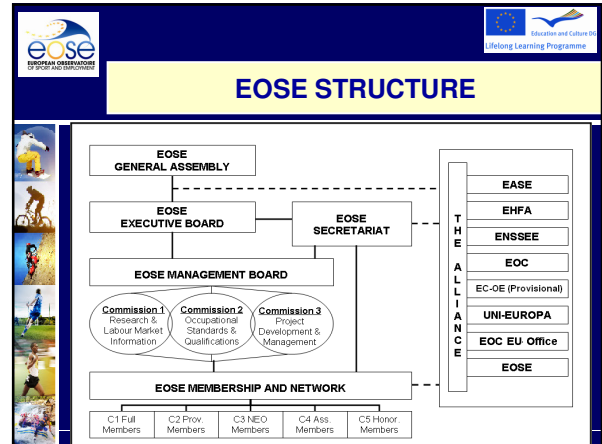 eose
EUROPEAN OBSERVATOIRE
OF SPORT AND EMPLOYMENT
Education and Culture DG
Lifelong Learning Programme
EOSE STRUCTURE
EOSE
GENERAL ASSEMBLY
EOSE
EXECUTIVE BOARD
EOSE
SECRETARIAT
EOSE MANAGEMENT BOARD
Commission 1
Research &
Labour Market
Information
Commission 2
Occupational
Standards &
Qualifications
Commission 3
Project
Development &
Management
EOSE MEMBERSHIP AND NETWORK
C1 Full
Members
C2 Prov.
Members
C3 NEO
Members
C4 Ass.
Members
C5 Honor.
Members
THE ALLIANCE
EASE
EHFA
ENSSEE
EOC
EC-OE (Provisional)
UNI-EUROPA
EOC EU Office
EOSE